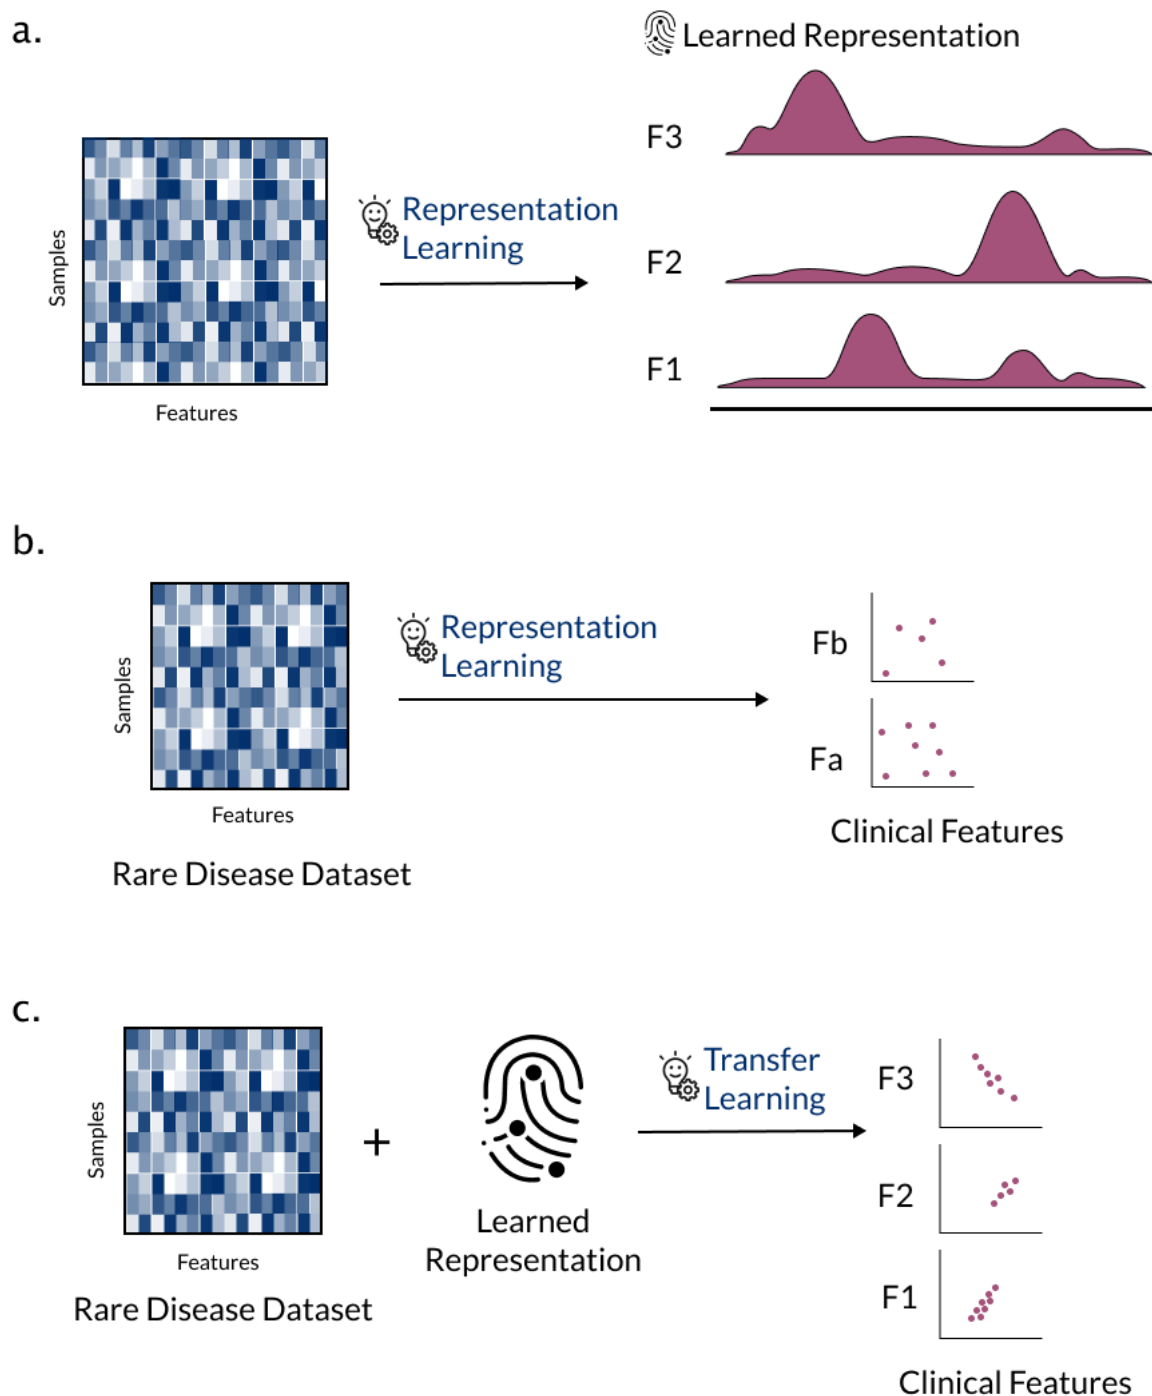 a.
Learned Representation
F3
F2
F1
Samples
Features
Representation
Learning
b.
Samples
Features
Rare Disease Dataset
Representation
Learning
Fb
Fa
Clinical Features
c.
Samples
Features
Rare Disease Dataset
+
Learned
Representation
Transfer
Learning
F3
F2
F1
Clinical Features